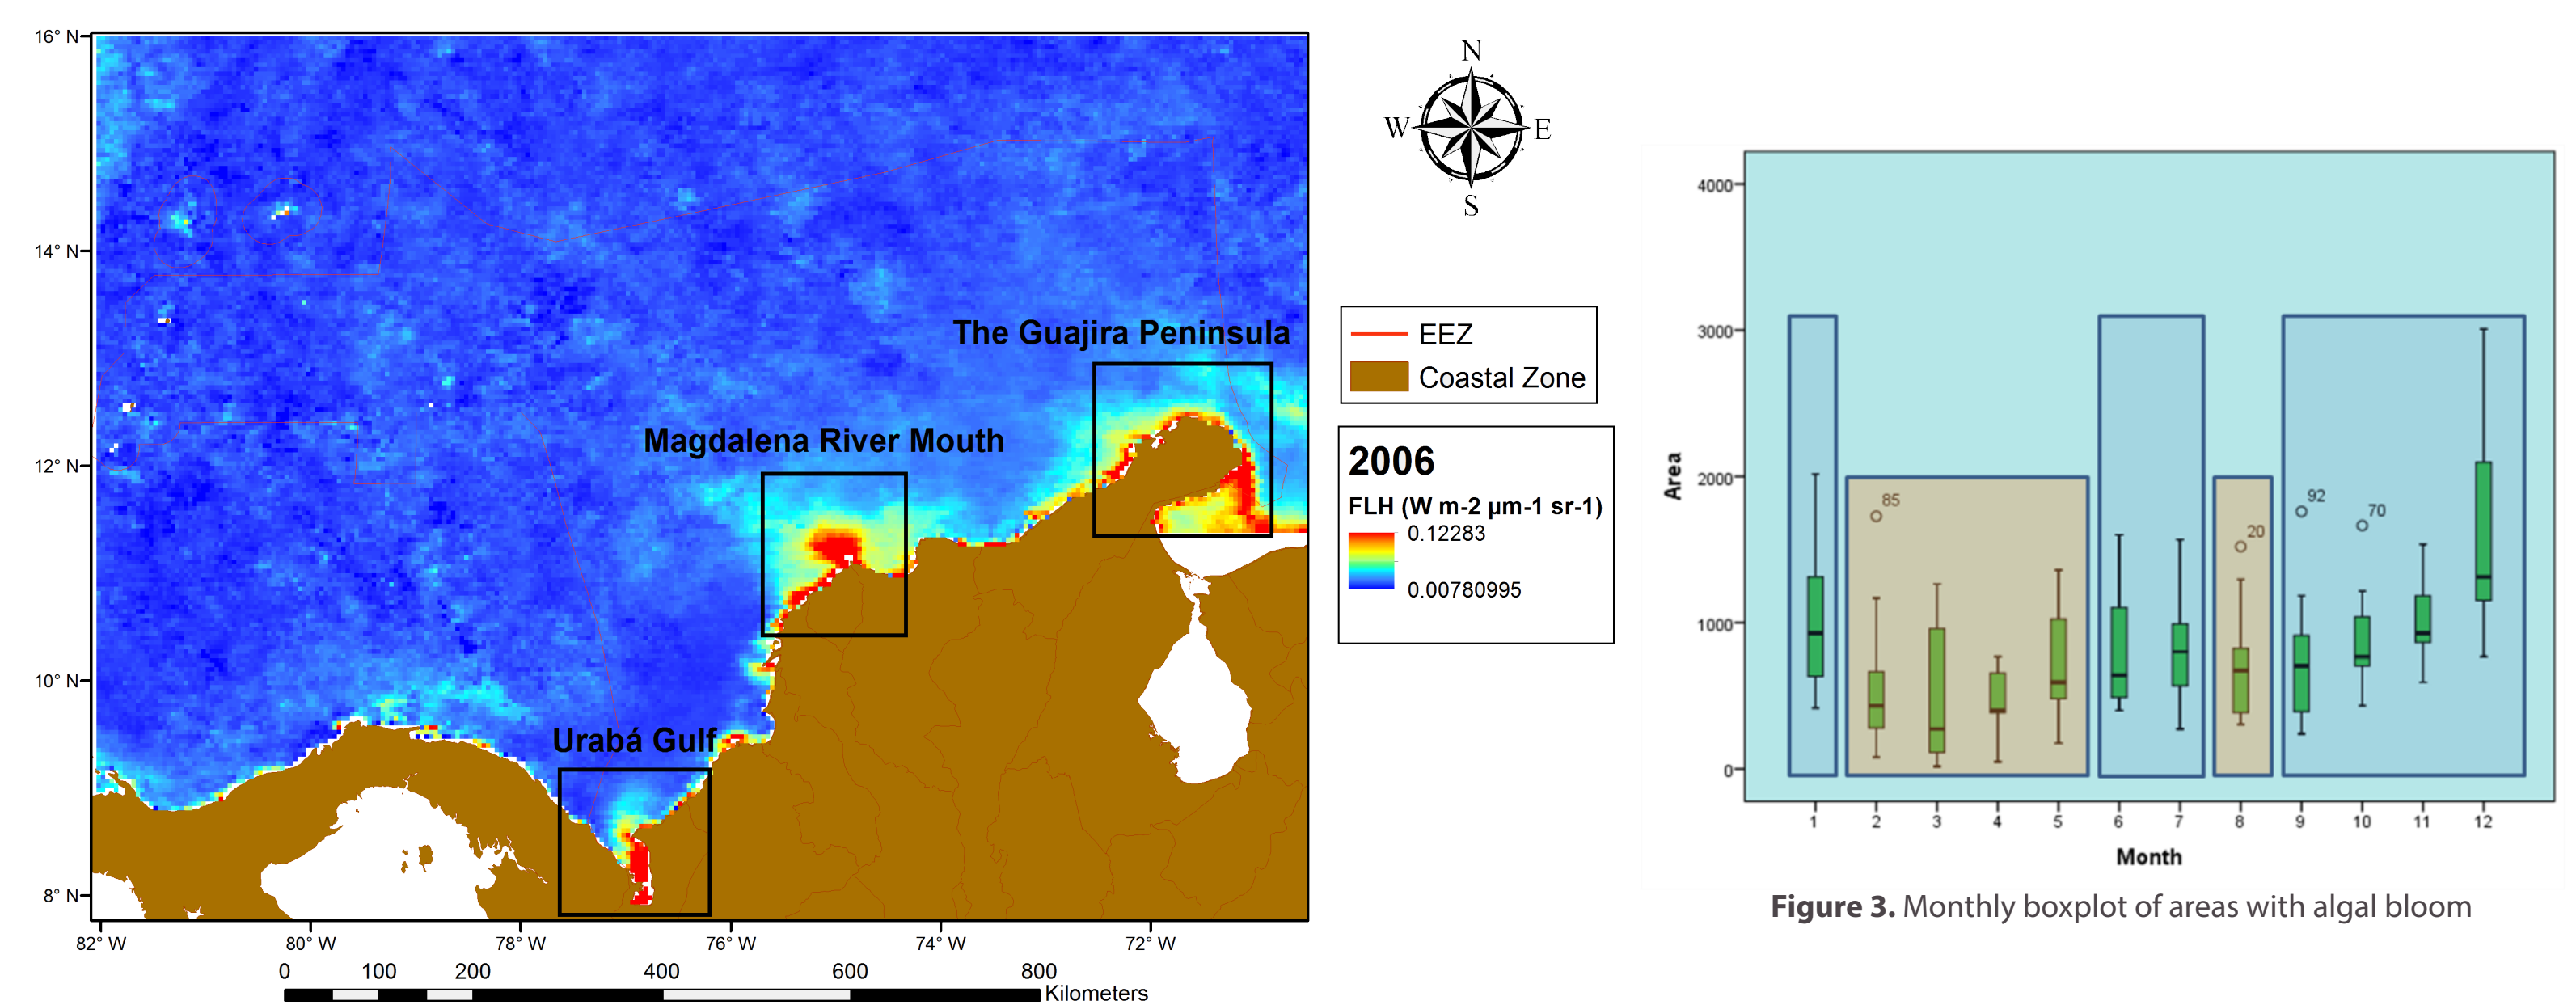 16° N
14° N
12° N
10° N
8° N
82° W
80° W
78° W
76° W
74° W
72° W
The Guajira Peninsula
Magdalena River Mouth
Urabá Gulf
0 100 200 400 600 800
Kilometers
N
W E
S
EEZ
Coastal Zone
2006
FLH (W m-2 µm-1 sr-1)
0.12283
0.00780995
4000
3000
2000
1000
0
Area
85
20
92
70
1 2 3 4 5 6 7 8 9 10 11 12
Month
Figure 3. Monthly boxplot of areas with algal bloom